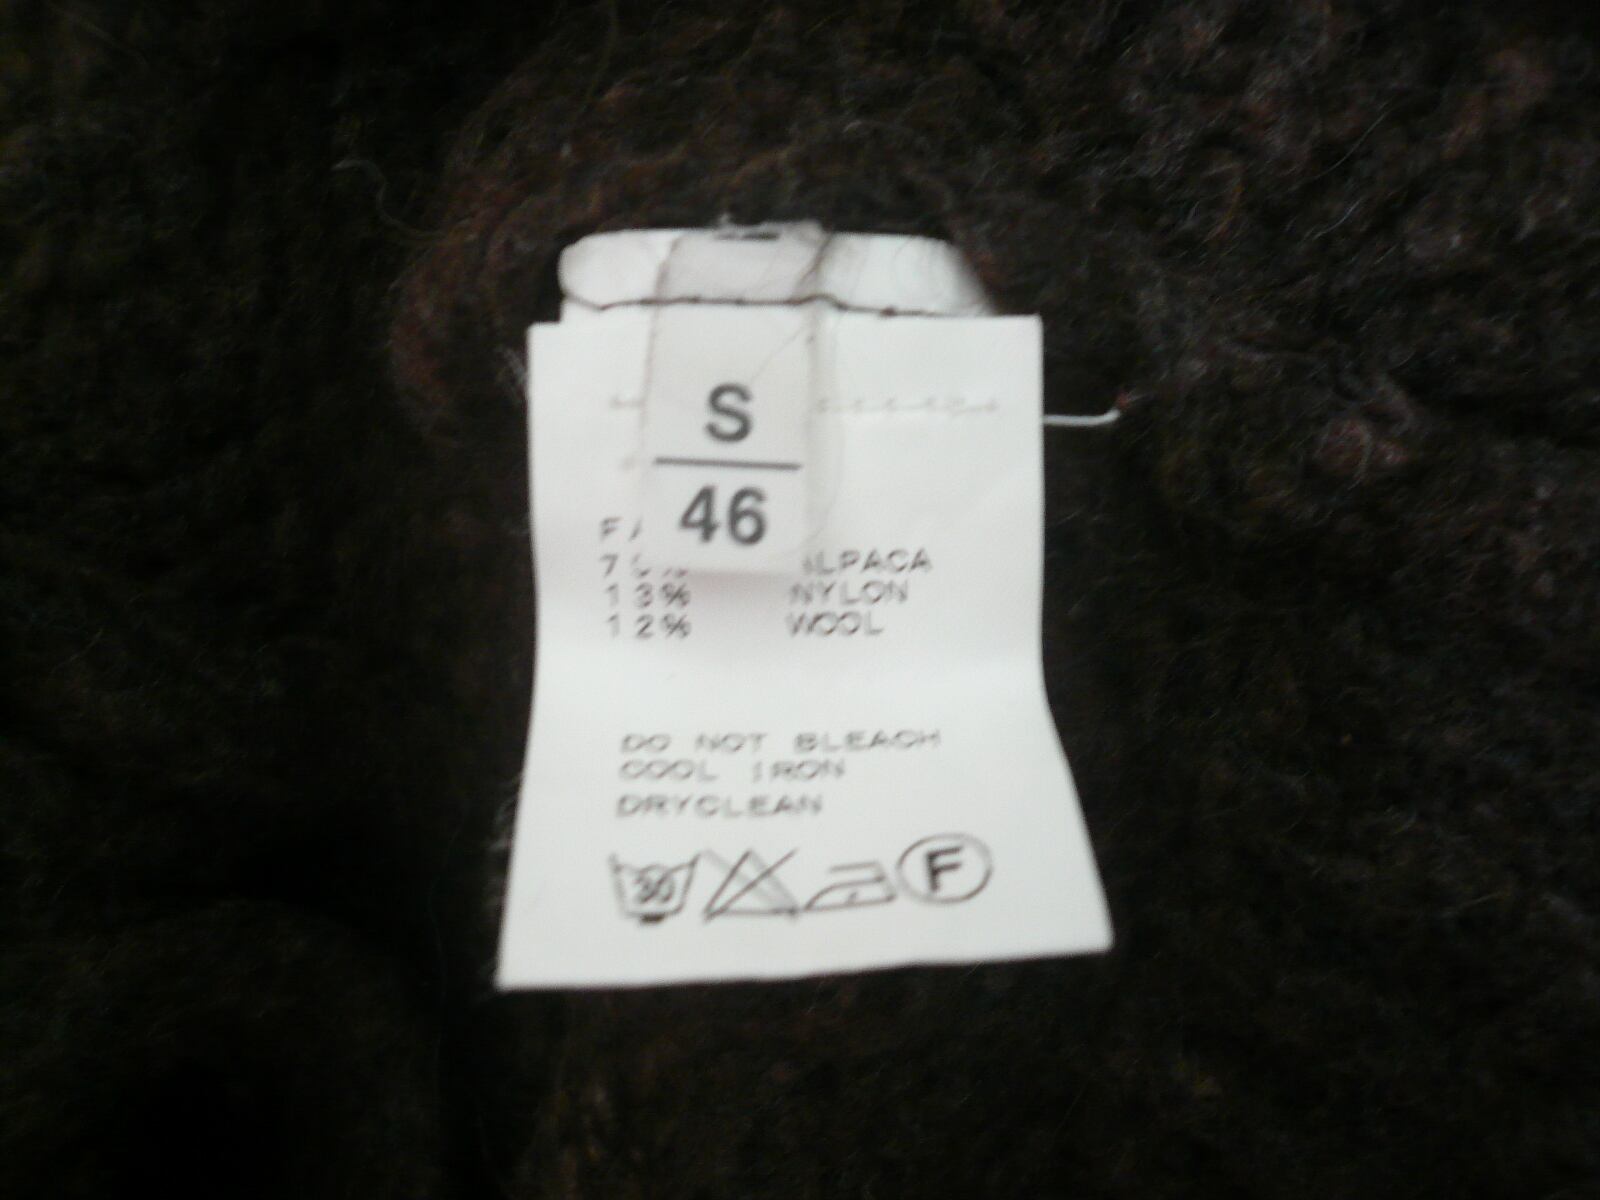 S
46
ALPACA
13% NYLON
12% WOOL
DO NOT BLEACH
COOL IRON
DRYCLEAN
30 F